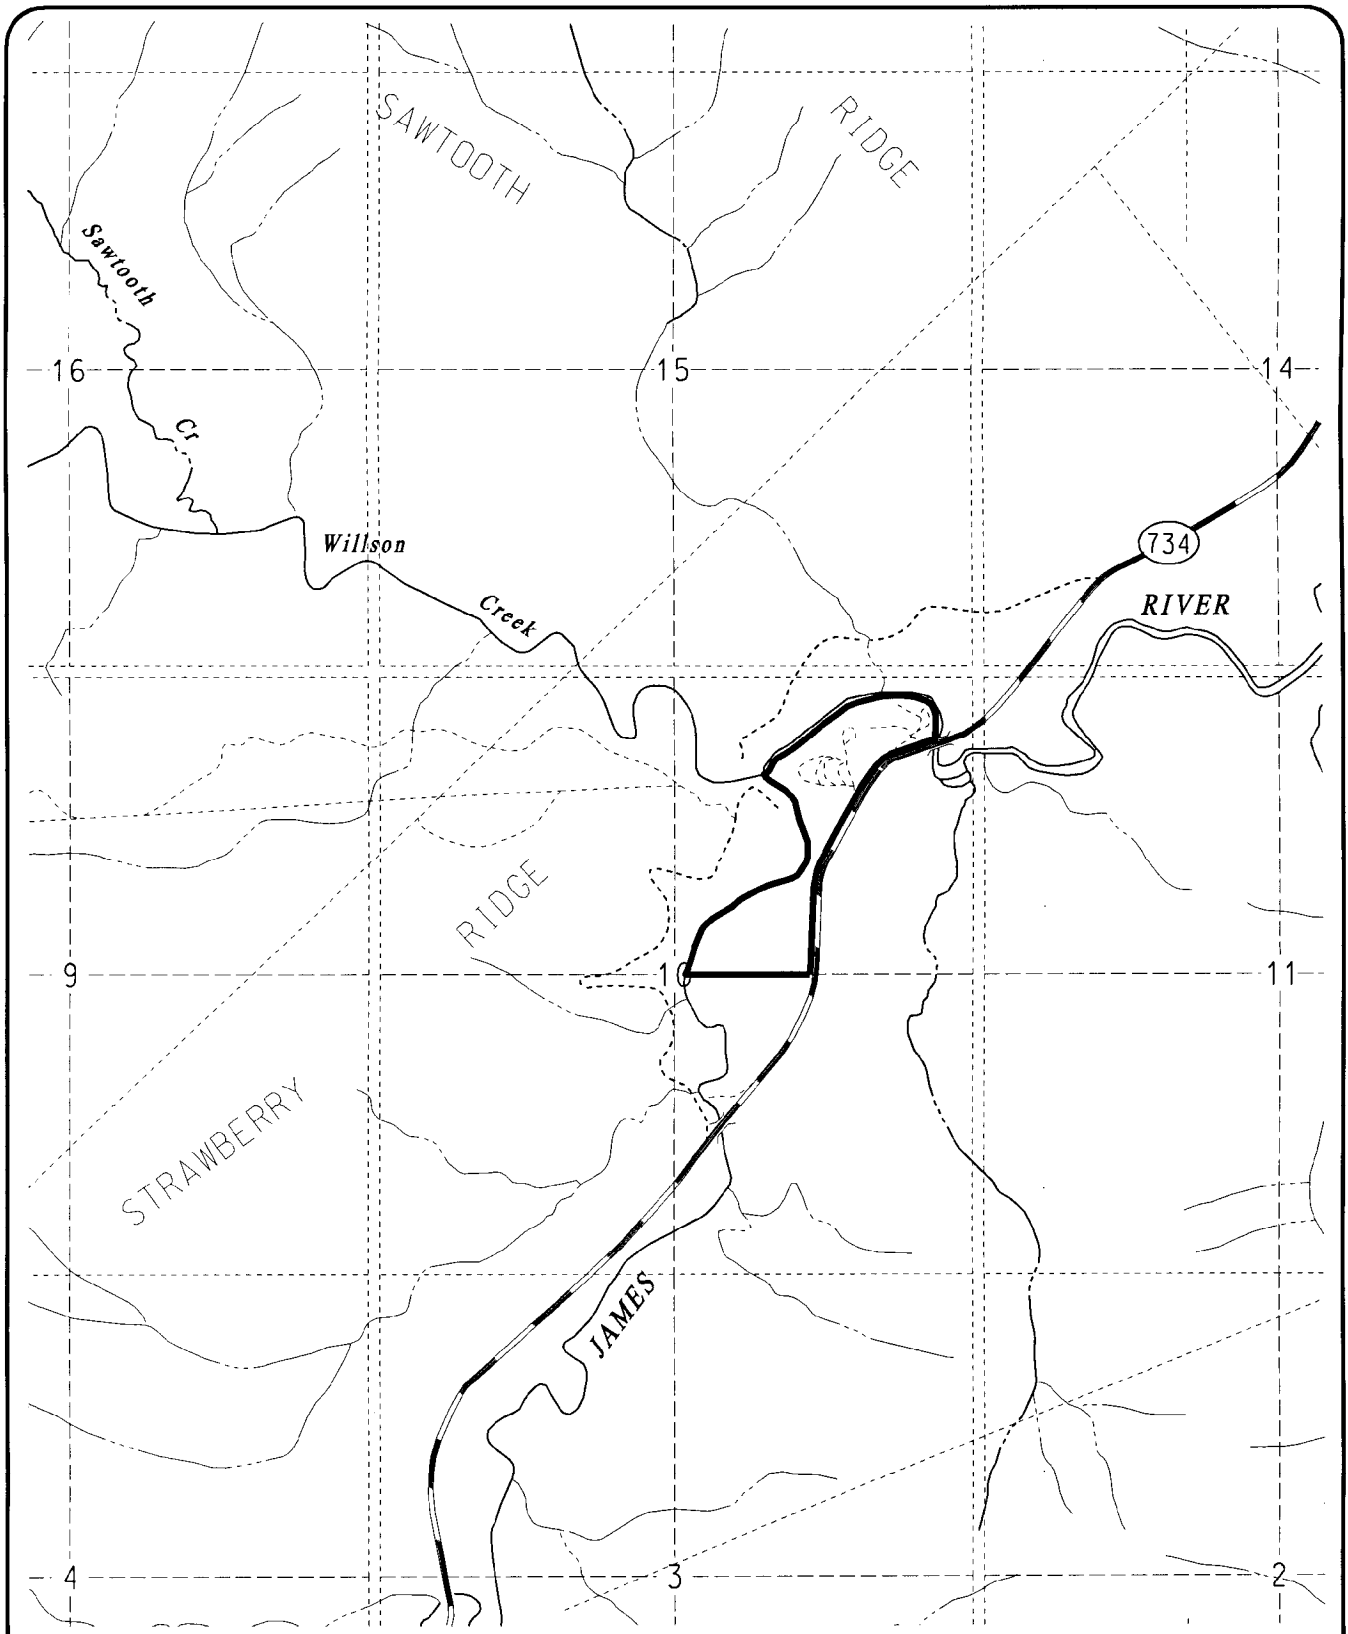 SAWTOOTH
RIDGE
Sawtooth
16
15
14
Cr
Willson
734
Creek
RIVER
RIDGE
9
10
11
STRAWBERRY
JAMES
4
3
2